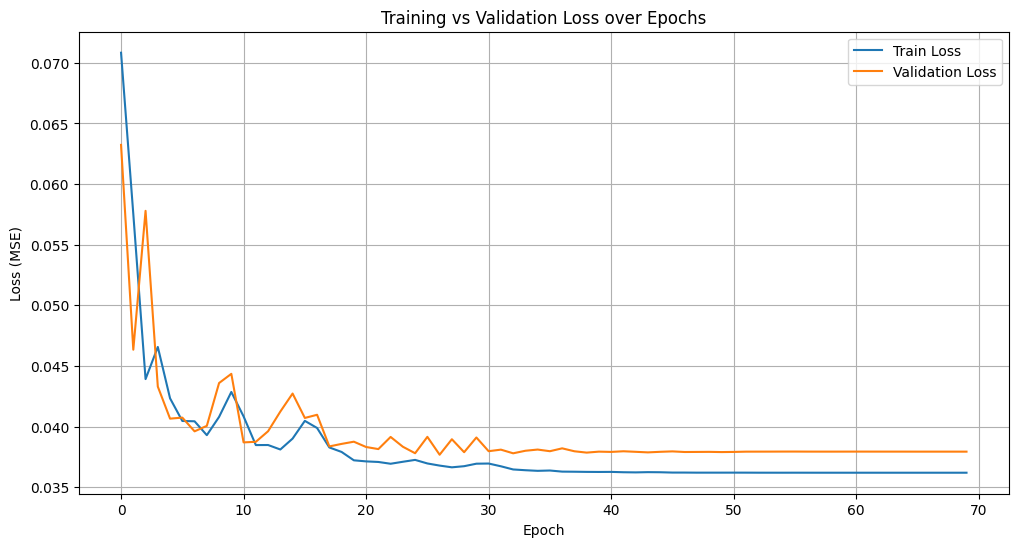 Training vs Validation Loss over Epochs
Train Loss
Validation Loss
Loss (MSE)
0.070
0.065
0.060
0.055
0.050
0.045
0.040
0.035
0 10 20 30 40 50 60 70
Epoch